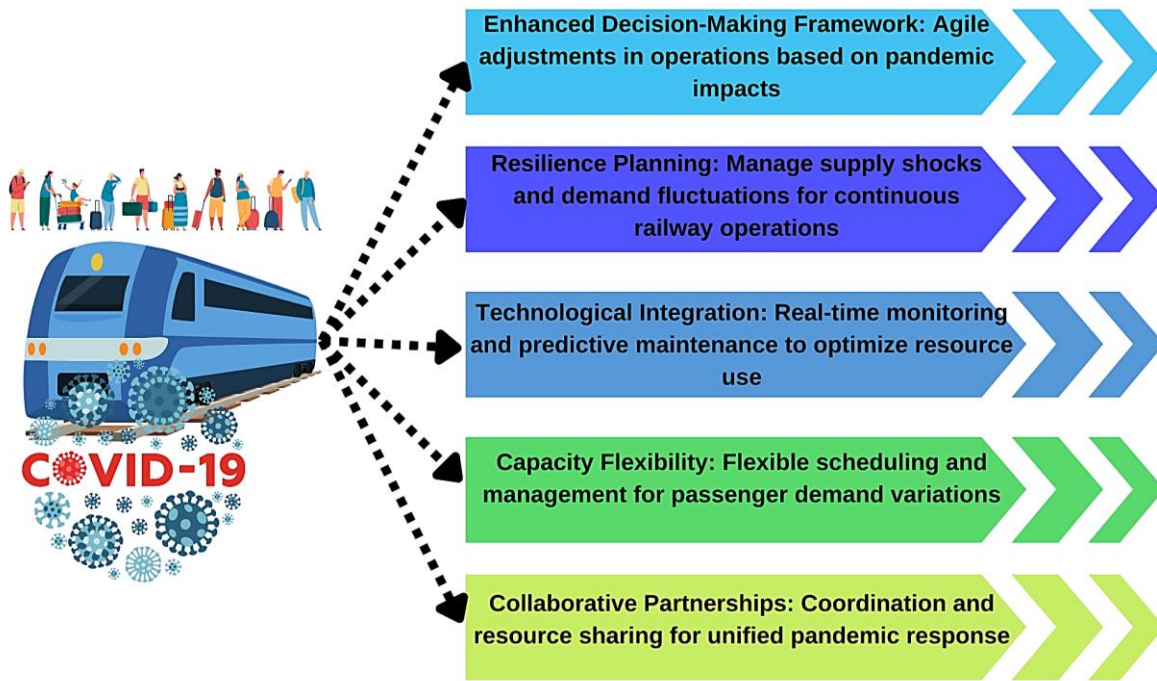 Enhanced Decision-Making Framework: Agile
adjustments in operations based on pandemic
impacts
Resilience Planning: Manage supply shocks
and demand fluctuations for continuous
railway operations
Technological Integration: Real-time monitoring
and predictive maintenance to optimize resource
use
COVID-19
Capacity Flexibility: Flexible scheduling and
management for passenger demand variations
Collaborative Partnerships: Coordination and
resource sharing for unified pandemic response